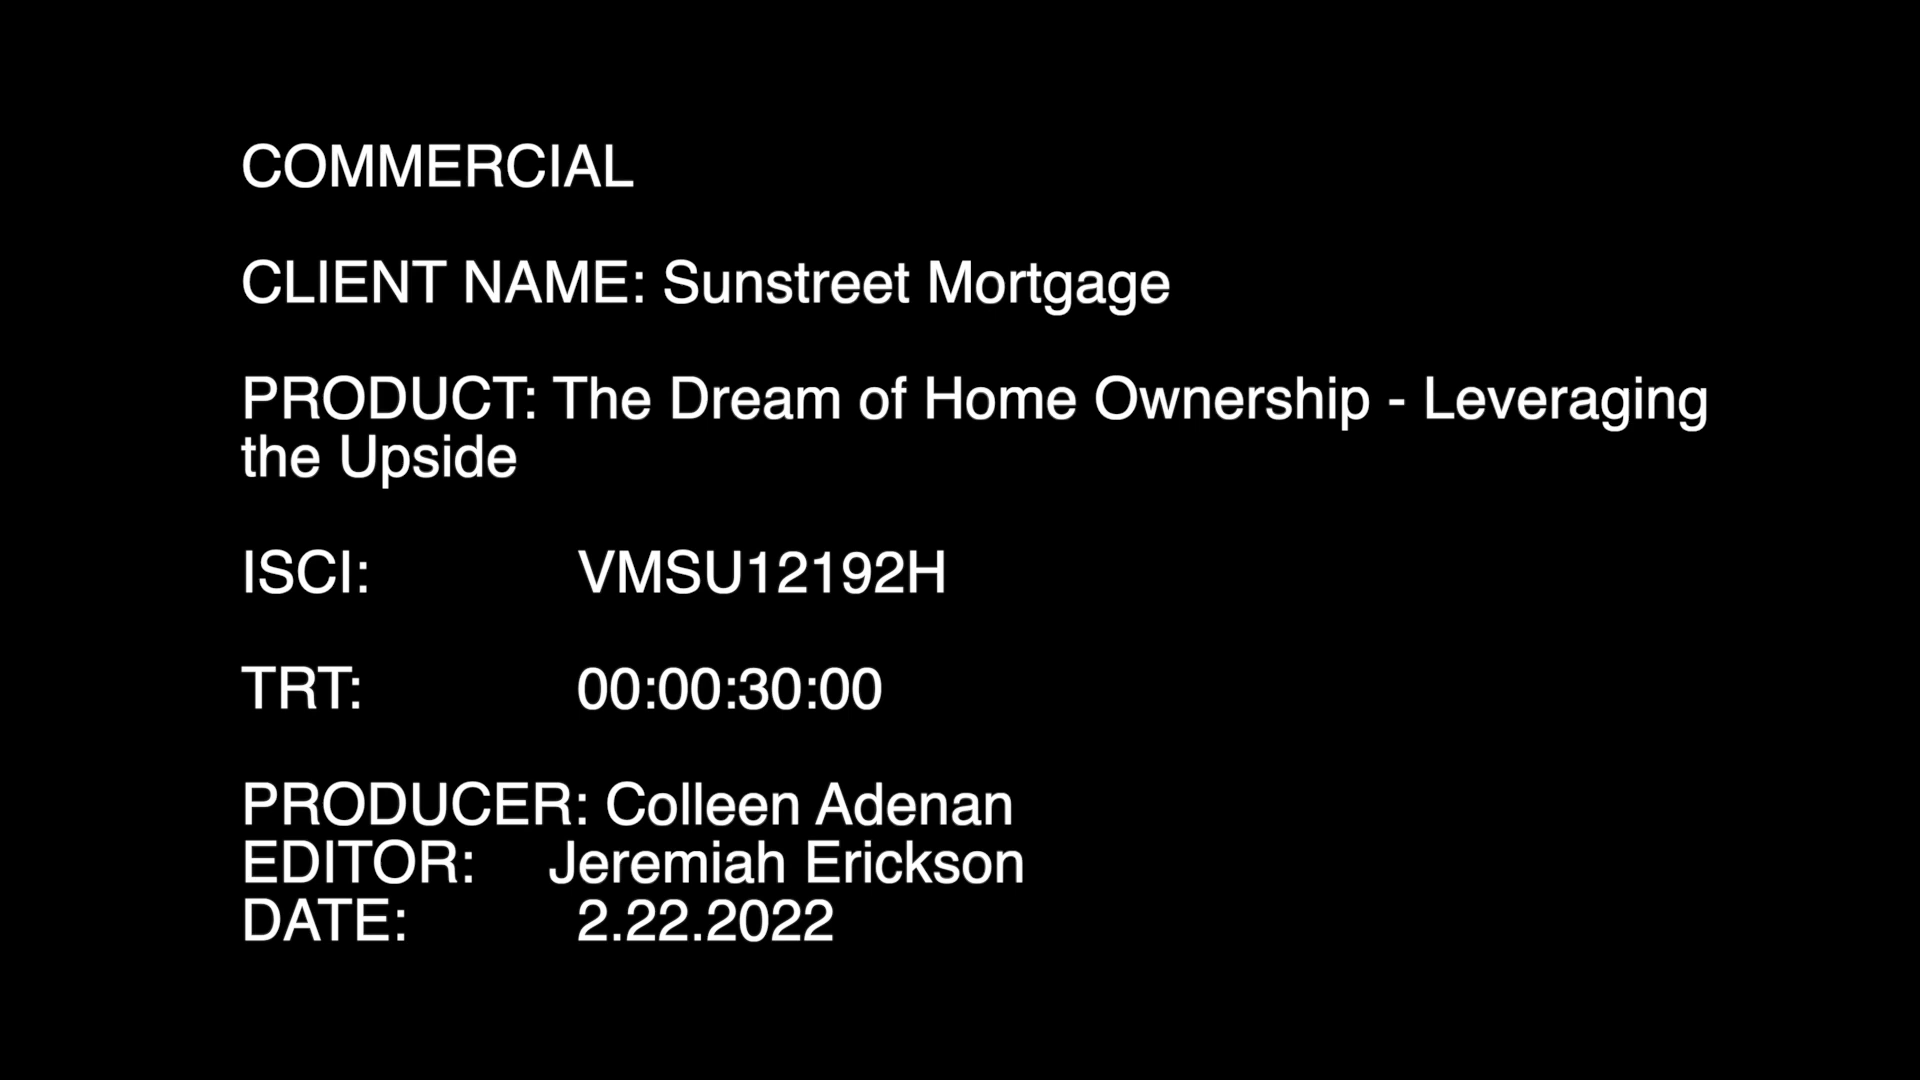 COMMERCIAL
CLIENT NAME: Sunstreet Mortgage
PRODUCT: The Dream of Home Ownership - Leveraging
the Upside
ISCI: VMSU12192H
TRT: 00:00:30:00
PRODUCER: Colleen Adenan
EDITOR: Jeremiah Erickson
DATE: 2.22.2022